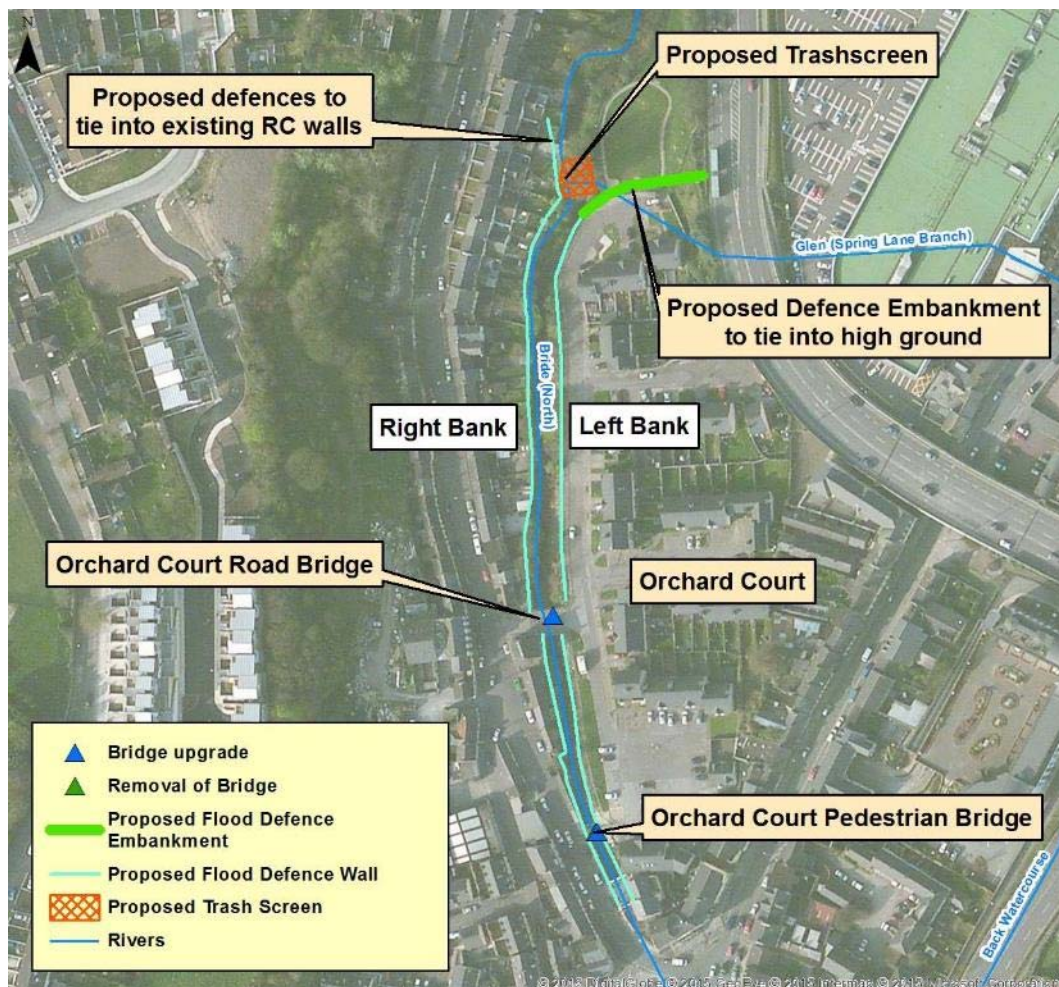 N
Proposed Trashscreen
Proposed defences to
tie into existing RC walls
Glen (Spring Lane Branch)
Proposed Defence Embankment
to tie into high ground
Bride (North)
Right Bank
Left Bank
Orchard Court Road Bridge
Orchard Court
Orchard Court Pedestrian Bridge
Back Watercourse
Bridge upgrade
Removal of Bridge
Proposed Flood Defence
Embankment
Proposed Flood Defence Wall
Proposed Trash Screen
Rivers